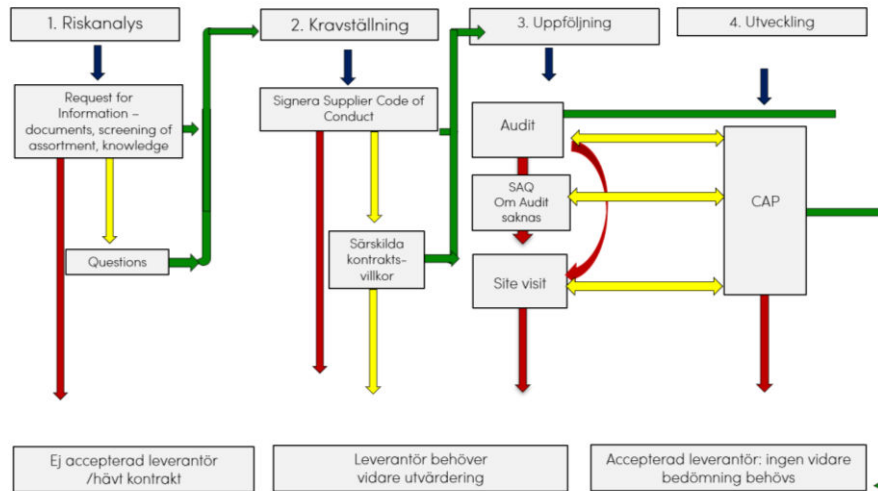 1. Riskanalys
2. Kravställning
3. Uppföljning
4. Utveckling
Request for
Information –
documents, screening of
assortment, knowledge
Questions
Signera Supplier Code of
Conduct
Särskilda
kontrakts-
villkor
Audit
SAQ
Om Audit
saknas
Site visit
CAP
Ej accepterad leverantör
/hävt kontrakt
Leverantör behöver
vidare utvärdering
Accepterad leverantör: ingen vidare
bedömning behövs